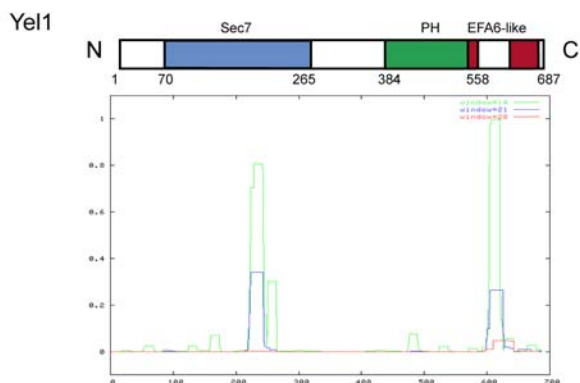 Yel1
Sec7 PH EFA6-like
N C
1 70 265 384 558 687
window=14
window=21
window=28
1
0.8
0.6
0.4
0.2
0
0 100 200 300 400 500 600 700